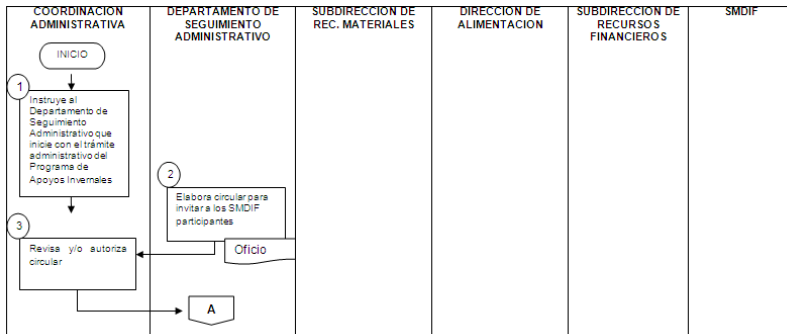 COORDINACION
ADMINISTRATIVA
DEPARTAMENTO DE
SEGUIMIENTO
ADMINISTRATIVO
SUBDIRECCION DE
REC. MATERIALES
DIRECCION DE
ALIMENTACION
SUBDIRECCION DE
RECURSOS
FINANCIEROS
SMDIF
INICIO
1
Instruye al
Departamento de
Seguimiento
Administrativo que
inicie con el trámite
administrativo del
Programa de
Apoyos Invernales
2
Elabora circular para
invitar a los SMDIF
participantes
Oficio
3
Revisa y/o autoriza
circular
A